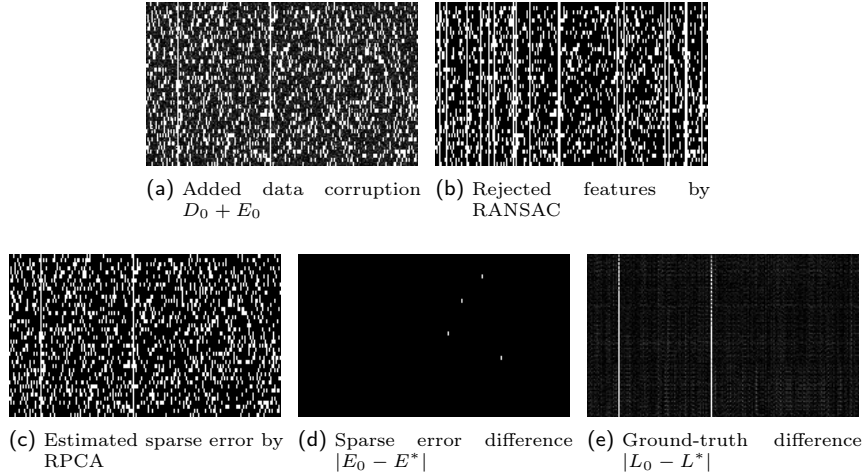 (a) Added data corruption
D₀ + E₀
(b) Rejected features by
RANSAC
(c) Estimated sparse error by
RPCA
(d) Sparse error difference
|E₀ − E*|
(e) Ground-truth difference
|L₀ − L*|